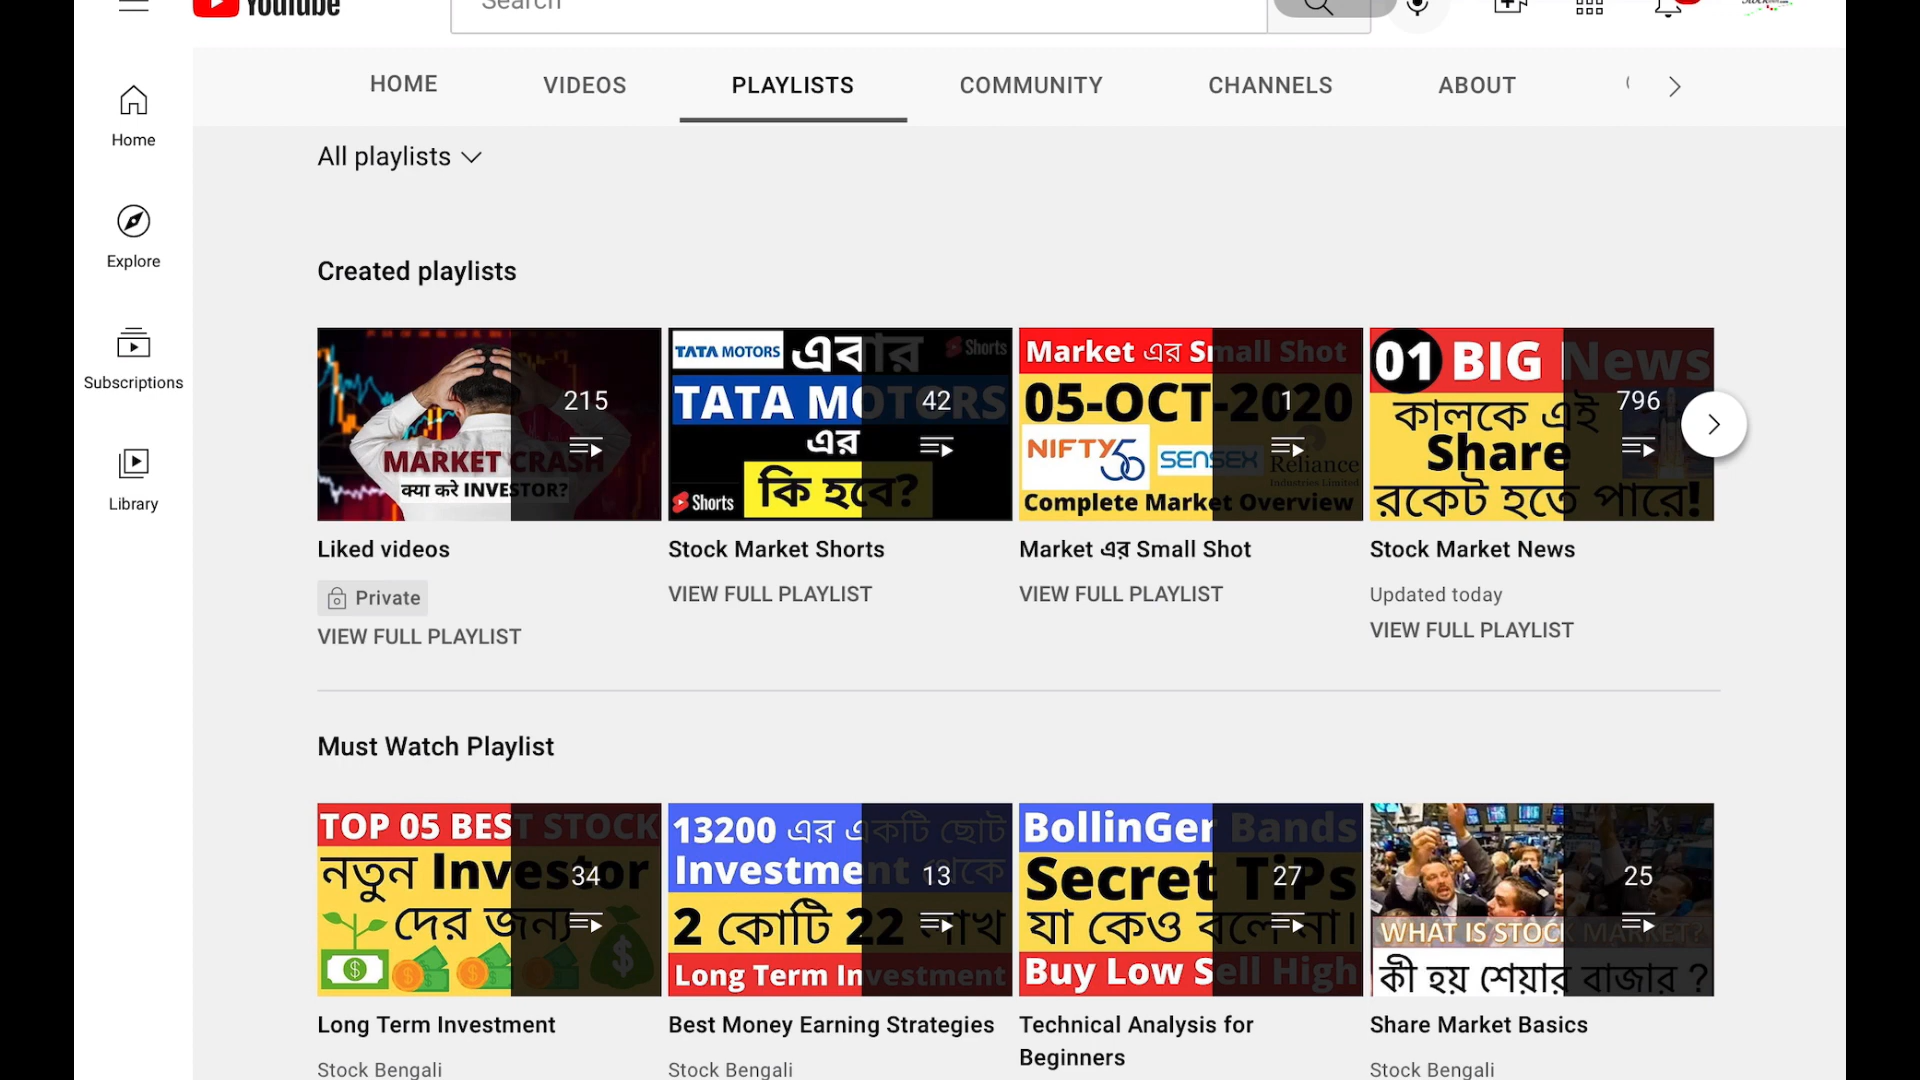 YouTube
Search
HOME VIDEOS PLAYLISTS COMMUNITY CHANNELS ABOUT
Home
Explore
Subscriptions
Library
All playlists
Created playlists
MARKET CRASH
क्या करे INVESTOR?
215
Liked videos
Private
VIEW FULL PLAYLIST
TATA MOTORS এবার
Shorts
TATA MOTORS
এর
কি হবে?
Shorts
42
Stock Market Shorts
VIEW FULL PLAYLIST
Market এর Small Shot
05-OCT-2020
NIFTY50 SENSEX Reliance
Industries Limited
Complete Market Overview
1
Market এর Small Shot
VIEW FULL PLAYLIST
01 BIG News
কালকে এই
Share
রকেট হতে পারে!
796
Stock Market News
Updated today
VIEW FULL PLAYLIST
Must Watch Playlist
TOP 05 BEST STOCK
নতুন Investor
দের জন্য
34
Long Term Investment
Stock Bengali
13200 এর একটি ছোট
Investment থেকে
2 কোটি 22 লাখ
Long Term Investment
13
Best Money Earning Strategies
Stock Bengali
BollinGer Bands
Secret TiPs
যা কেও বলে না।
Buy Low Sell High
27
Technical Analysis for
Beginners
WHAT IS STOCK MARKET?
কী হয় শেয়ার বাজার ?
25
Share Market Basics
Stock Bengali